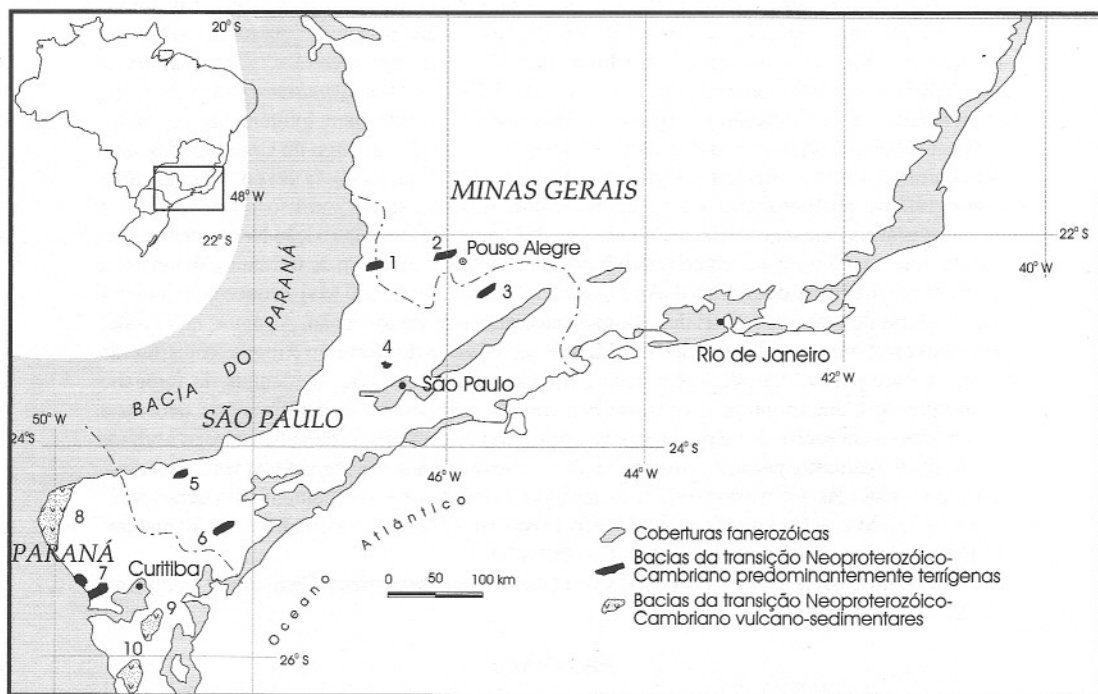 20° S
48° W
22° S
MINAS GERAIS
22° S
40° W
1
2
Pouso Alegre
3
BACIA DO PARANÁ
4
São Paulo
Rio de Janeiro
42° W
SÃO PAULO
50° W
24° S
46° W
24° S
44° W
5
8
6
PARANÁ
7
Curitiba
9
10
26° S
Oceano Atlântico
0 50 100 km
Coberturas fanerozóicas
Bacias da transição Neoproterozóico-
Cambriano predominantemente terrígenas
Bacias da transição Neoproterozóico-
Cambriano vulcano-sedimentares